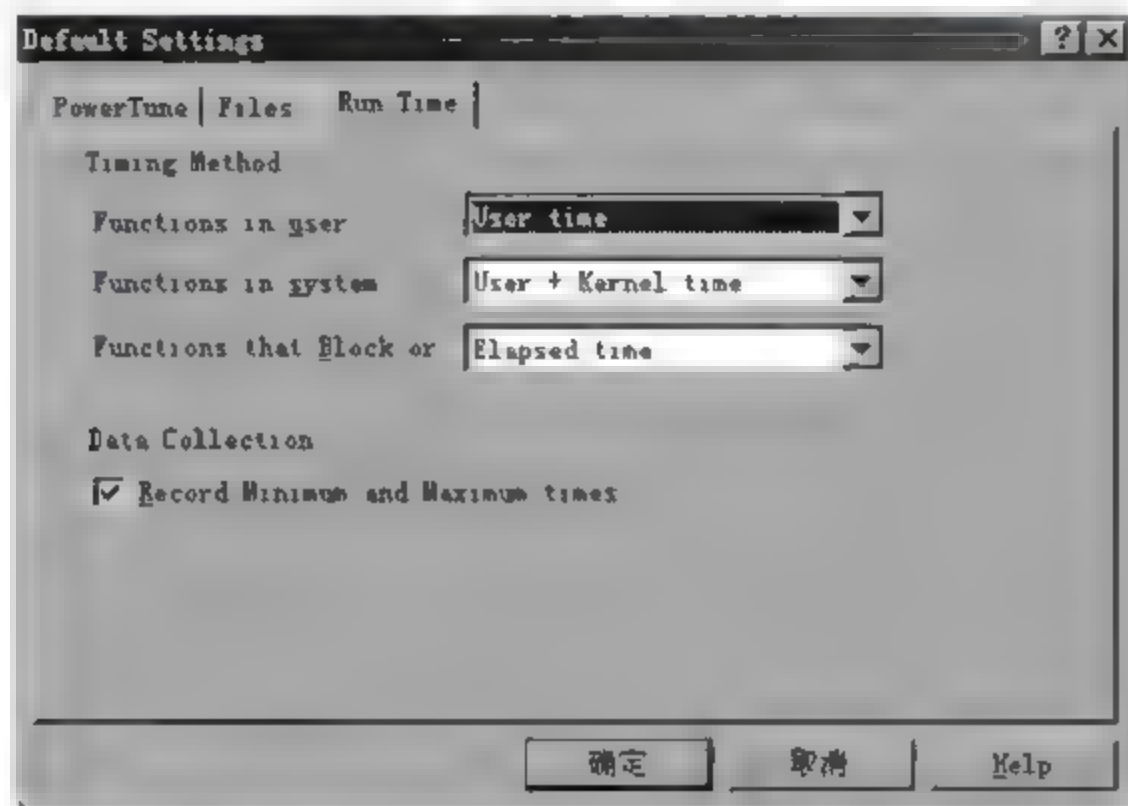 Default Settings
PowerTune Files Run Time
Timing Method
Functions in user User time
Functions in system User + Kernel time
Functions that Block or Elapsed time
Data Collection
Record Minimum and Maximum times
确定 取消 Help